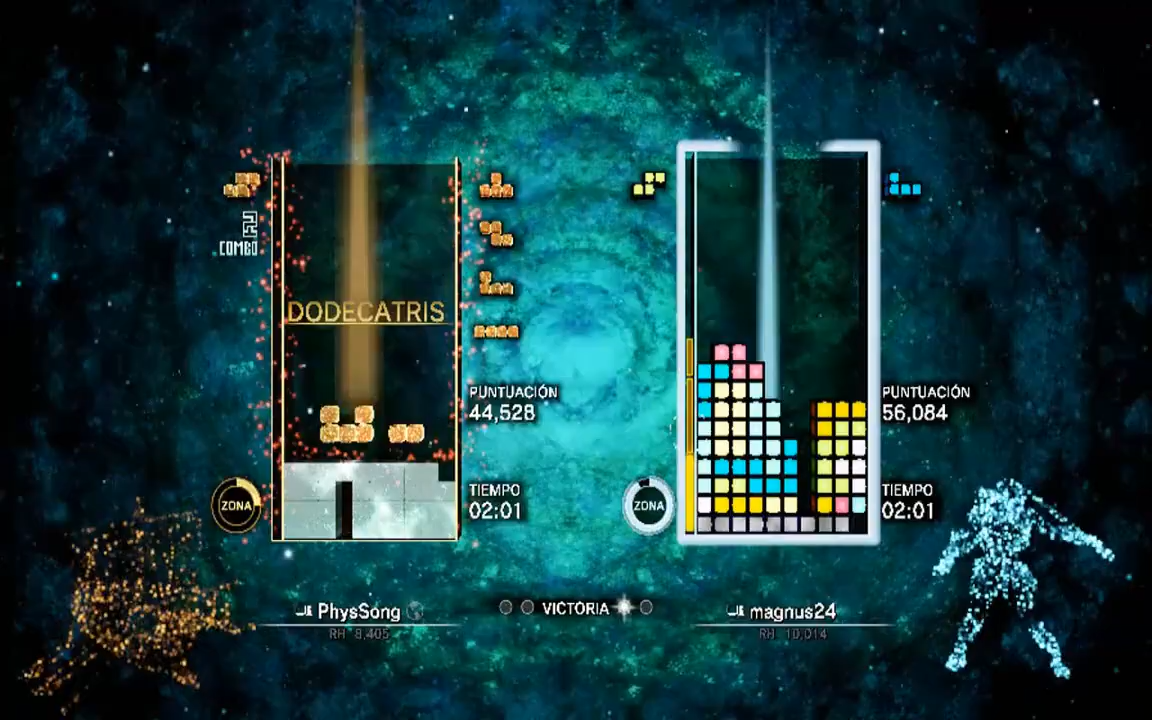 2
COMBO
DODECATRIS
PUNTUACIÓN
44,528
ZONA
TIEMPO
02:01
PhysSong
RH 8,405
VICTORIA
PUNTUACIÓN
56,084
ZONA
TIEMPO
02:01
magnus24
RH 10,014